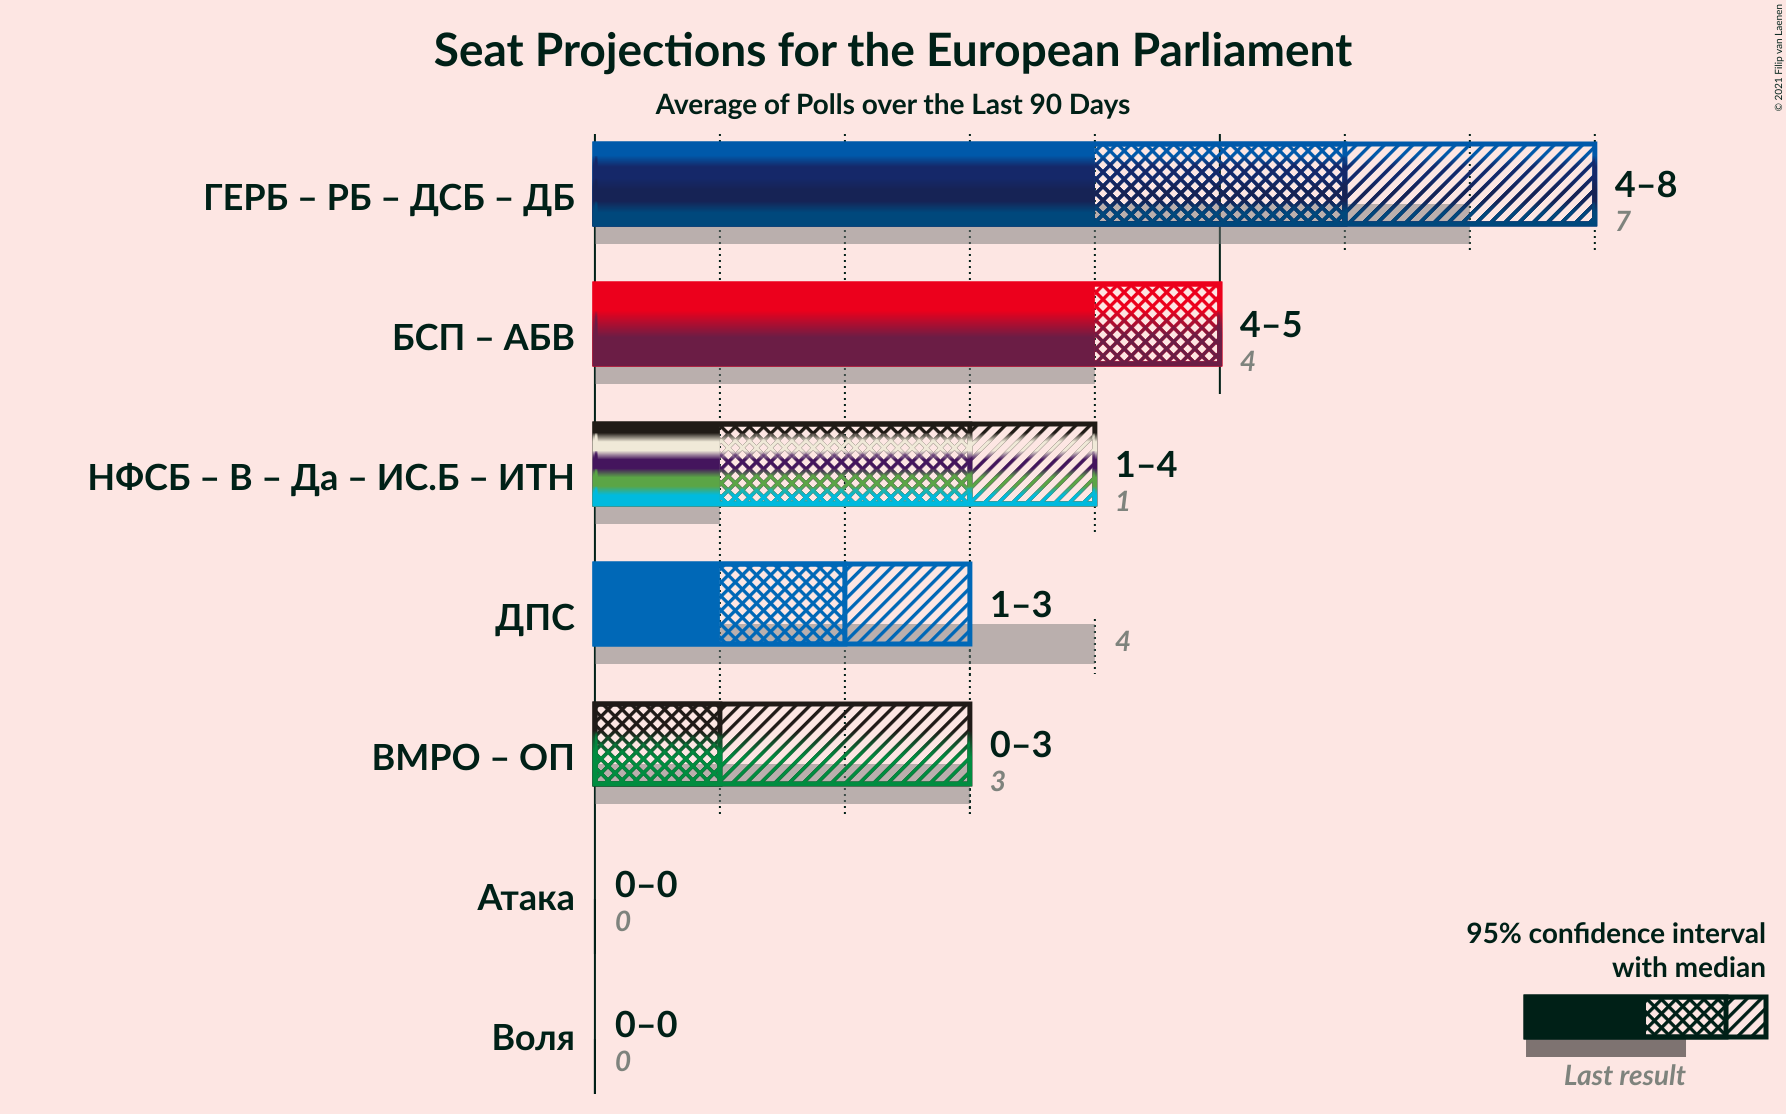 Seat Projections for the European Parliament
Average of Polls over the Last 90 Days
© 2021 Filip van Laenen
ГЕРБ – РБ – ДСБ – ДБ
4–8
7
БСП – АБВ
4–5
4
НФСБ – В – Да – ИС.Б – ИТН
1–4
1
ДПС
1–3
4
ВМРО – ОП
0–3
3
Атака
0–0
0
Воля
0–0
0
95% confidence interval
with median
Last result